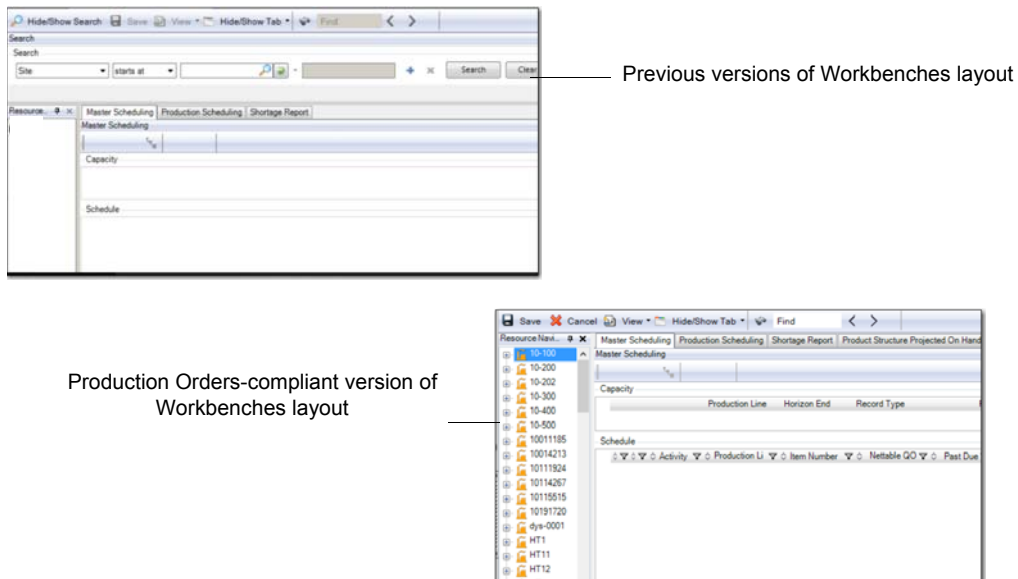 Hide/Show Search Save View Hide/Show Tab Find
Search
Search
Site starts at - Search Clear
Previous versions of Workbenches layout
Resource.. Master Scheduling Production Scheduling Shortage Report
Master Scheduling
Capacity
Schedule
Save Cancel View Hide/Show Tab Find
Resource Navi... Master Scheduling Production Scheduling Shortage Report Product Structure Projected On Hand
10-100 Master Scheduling
10-200
10-202
Capacity
10-300
Production Line Horizon End Record Type
10-400
10-500
10011185
Schedule
10014213
Activity Production Li Item Number Nettable QO Past Due
10111924
10114267
10115515
10191720
dys-0001
HT1
HT11
HT12
Production Orders-compliant version of
Workbenches layout